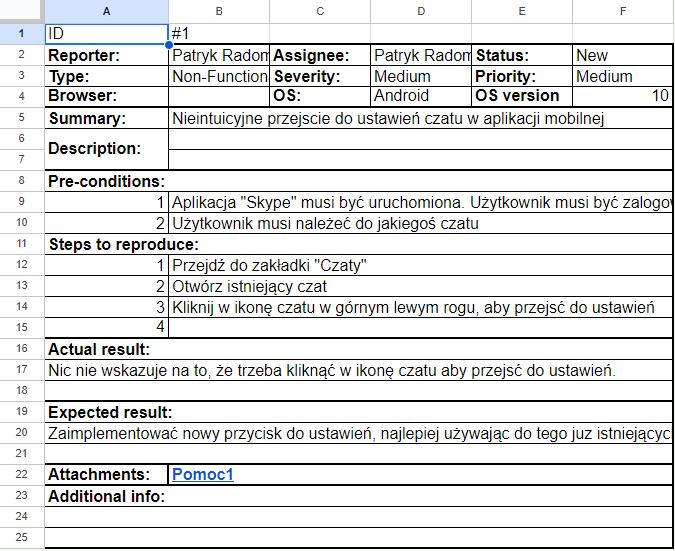 A B C D E F
1 ID #1
2 Reporter: Patryk Radom Assignee: Patryk Radom Status: New
3 Type: Non-Function Severity: Medium Priority: Medium
4 Browser: OS: Android OS version 10
5 Summary: Nieintuicyjne przejscie do ustawień czatu w aplikacji mobilnej
6
Description:
7
8 Pre-conditions:
9 1 Aplikacja "Skype" musi być uruchomiona. Użytkownik musi być zalogow
10 2 Użytkownik musi należeć do jakiegoś czatu
11 Steps to reproduce:
12 1 Przejdź do zakładki "Czaty"
13 2 Otwórz istniejący czat
14 3 Kliknij w ikonę czatu w górnym lewym rogu, aby przejść do ustawień
15 4
16 Actual result:
17 Nic nie wskazuje na to, że trzeba kliknąć w ikonę czatu aby przejść do ustawień.
18
19 Expected result:
20 Zaimplementować nowy przycisk do ustawień, najlepiej używając do tego juz istniejącyc
21
22 Attachments: Pomoc1
23 Additional info:
24
25